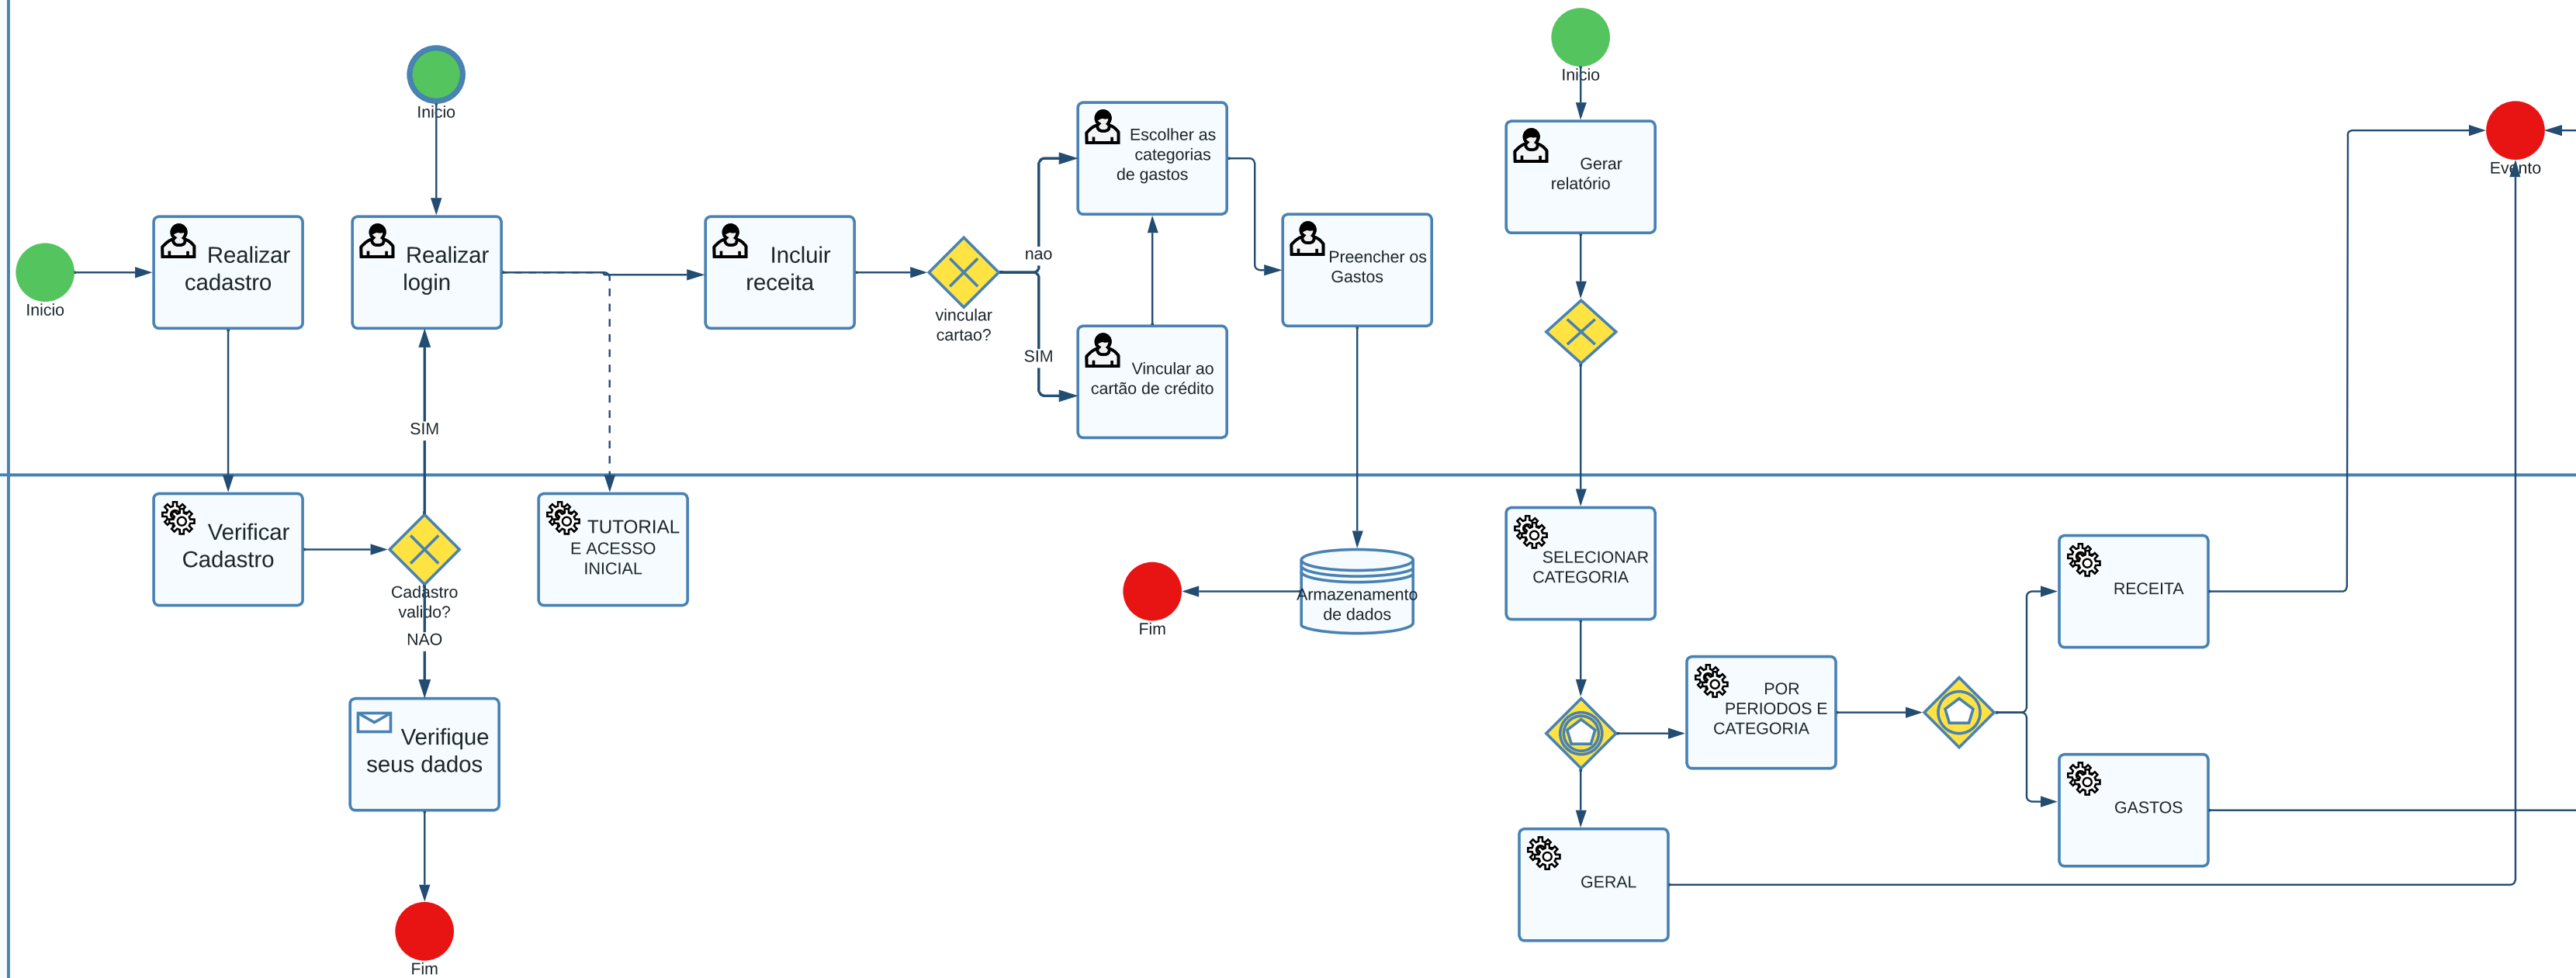 Inicio
Inicio
Realizar
cadastro
Realizar
login
Incluir
receita
vincular
cartao?
nao
SIM
Escolher as
categorias
de gastos
Vincular ao
cartão de crédito
Preencher os
Gastos
Inicio
Gerar
relatório
Evento
SIM
Verificar
Cadastro
Cadastro
valido?
NÃO
TUTORIAL
E ACESSO
INICIAL
Verifique
seus dados
Fim
Fim
Armazenamento
de dados
SELECIONAR
CATEGORIA
POR
PERIODOS E
CATEGORIA
RECEITA
GASTOS
GERAL